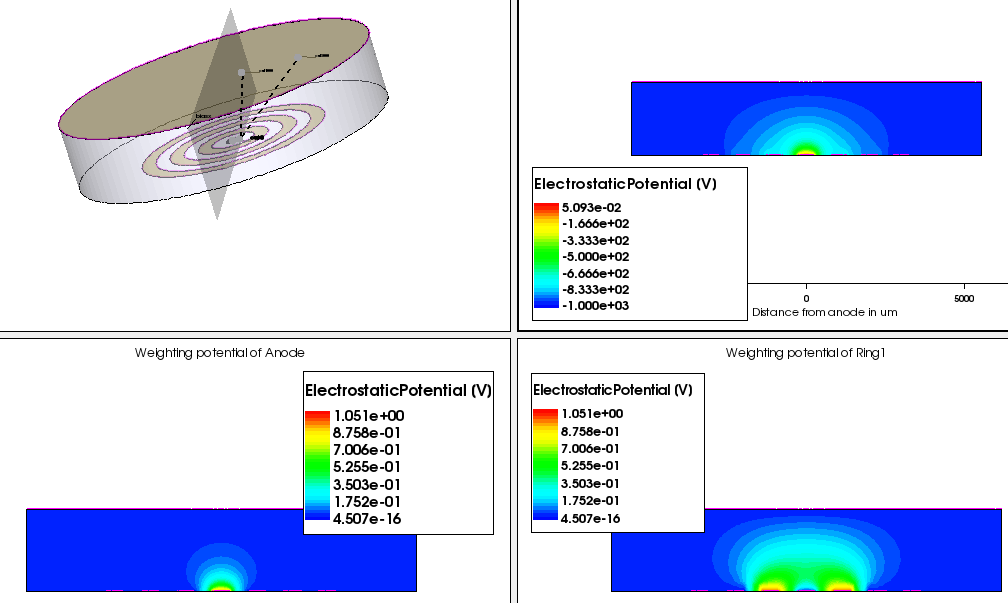 bias
ElectrostaticPotential (V)
5.093e-02
-1.666e+02
-3.333e+02
-5.000e+02
-6.666e+02
-8.333e+02
-1.000e+03
0
5000
Distance from anode in um
Weighting potential of Anode
ElectrostaticPotential (V)
1.051e+00
8.758e-01
7.006e-01
5.255e-01
3.503e-01
1.752e-01
4.507e-16
Weighting potential of Ring1
ElectrostaticPotential (V)
1.051e+00
8.758e-01
7.006e-01
5.255e-01
3.503e-01
1.752e-01
4.507e-16